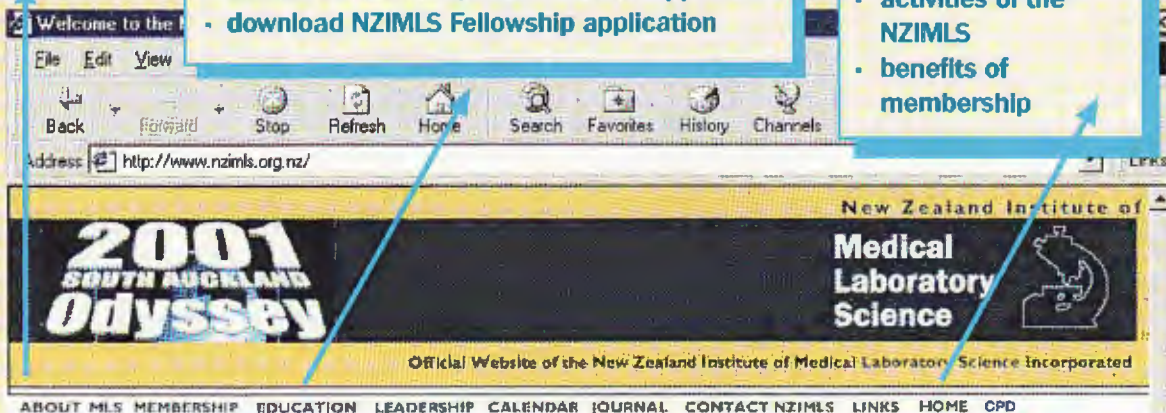 activities of the
NZIMLS
benefits of
membership
- download NZIMLS Fellowship application
Welcome to the
File Edit View
Back Forward Stop Refresh Home Search Favorites History Channels
Address http://www.nzimls.org.nz/
New Zealand Institute of
2001
SOUTH AUCKLAND
Odyssey
Medical
Laboratory
Science
Official Website of the New Zealand Institute of Medical Laboratory Science Incorporated
ABOUT MLS MEMBERSHIP EDUCATION LEADERSHIP CALENDAR JOURNAL CONTACT NZIMLS LINKS HOME CPD